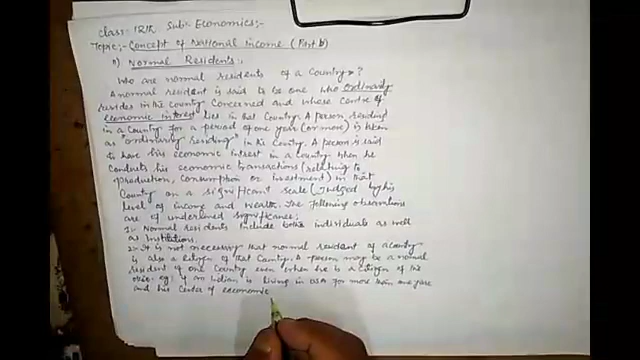 Class: 12th Sub:- Economics:-
Topic:- Concept of National income (Part b)
Normal Residents:
Who are normal residents of a Country?
A normal resident is said to be one who ordinarily
resides in the country concerned and whose centre of
economic interest lies in that Country. A person residing
in a country for a period of one year (or more) is taken
as "ordinarily residing" in the Country. A person is said
to have his economic interest in a country when he
conducts his economic transactions (relating to
production, consumption or investment) in that
Country on a significant scale (Judged by his
level of income and wealth. The following observations
are of underlined significance:
1:- Normal residents include both individuals as well
as Institutions.
2:- It is not necessary that normal resident of a country
is also a citizen of that Country. A person may be a normal
resident of one Country even when he is a citizen of the
eg: if an Indian is living in USA for more than one year
and his center of economic